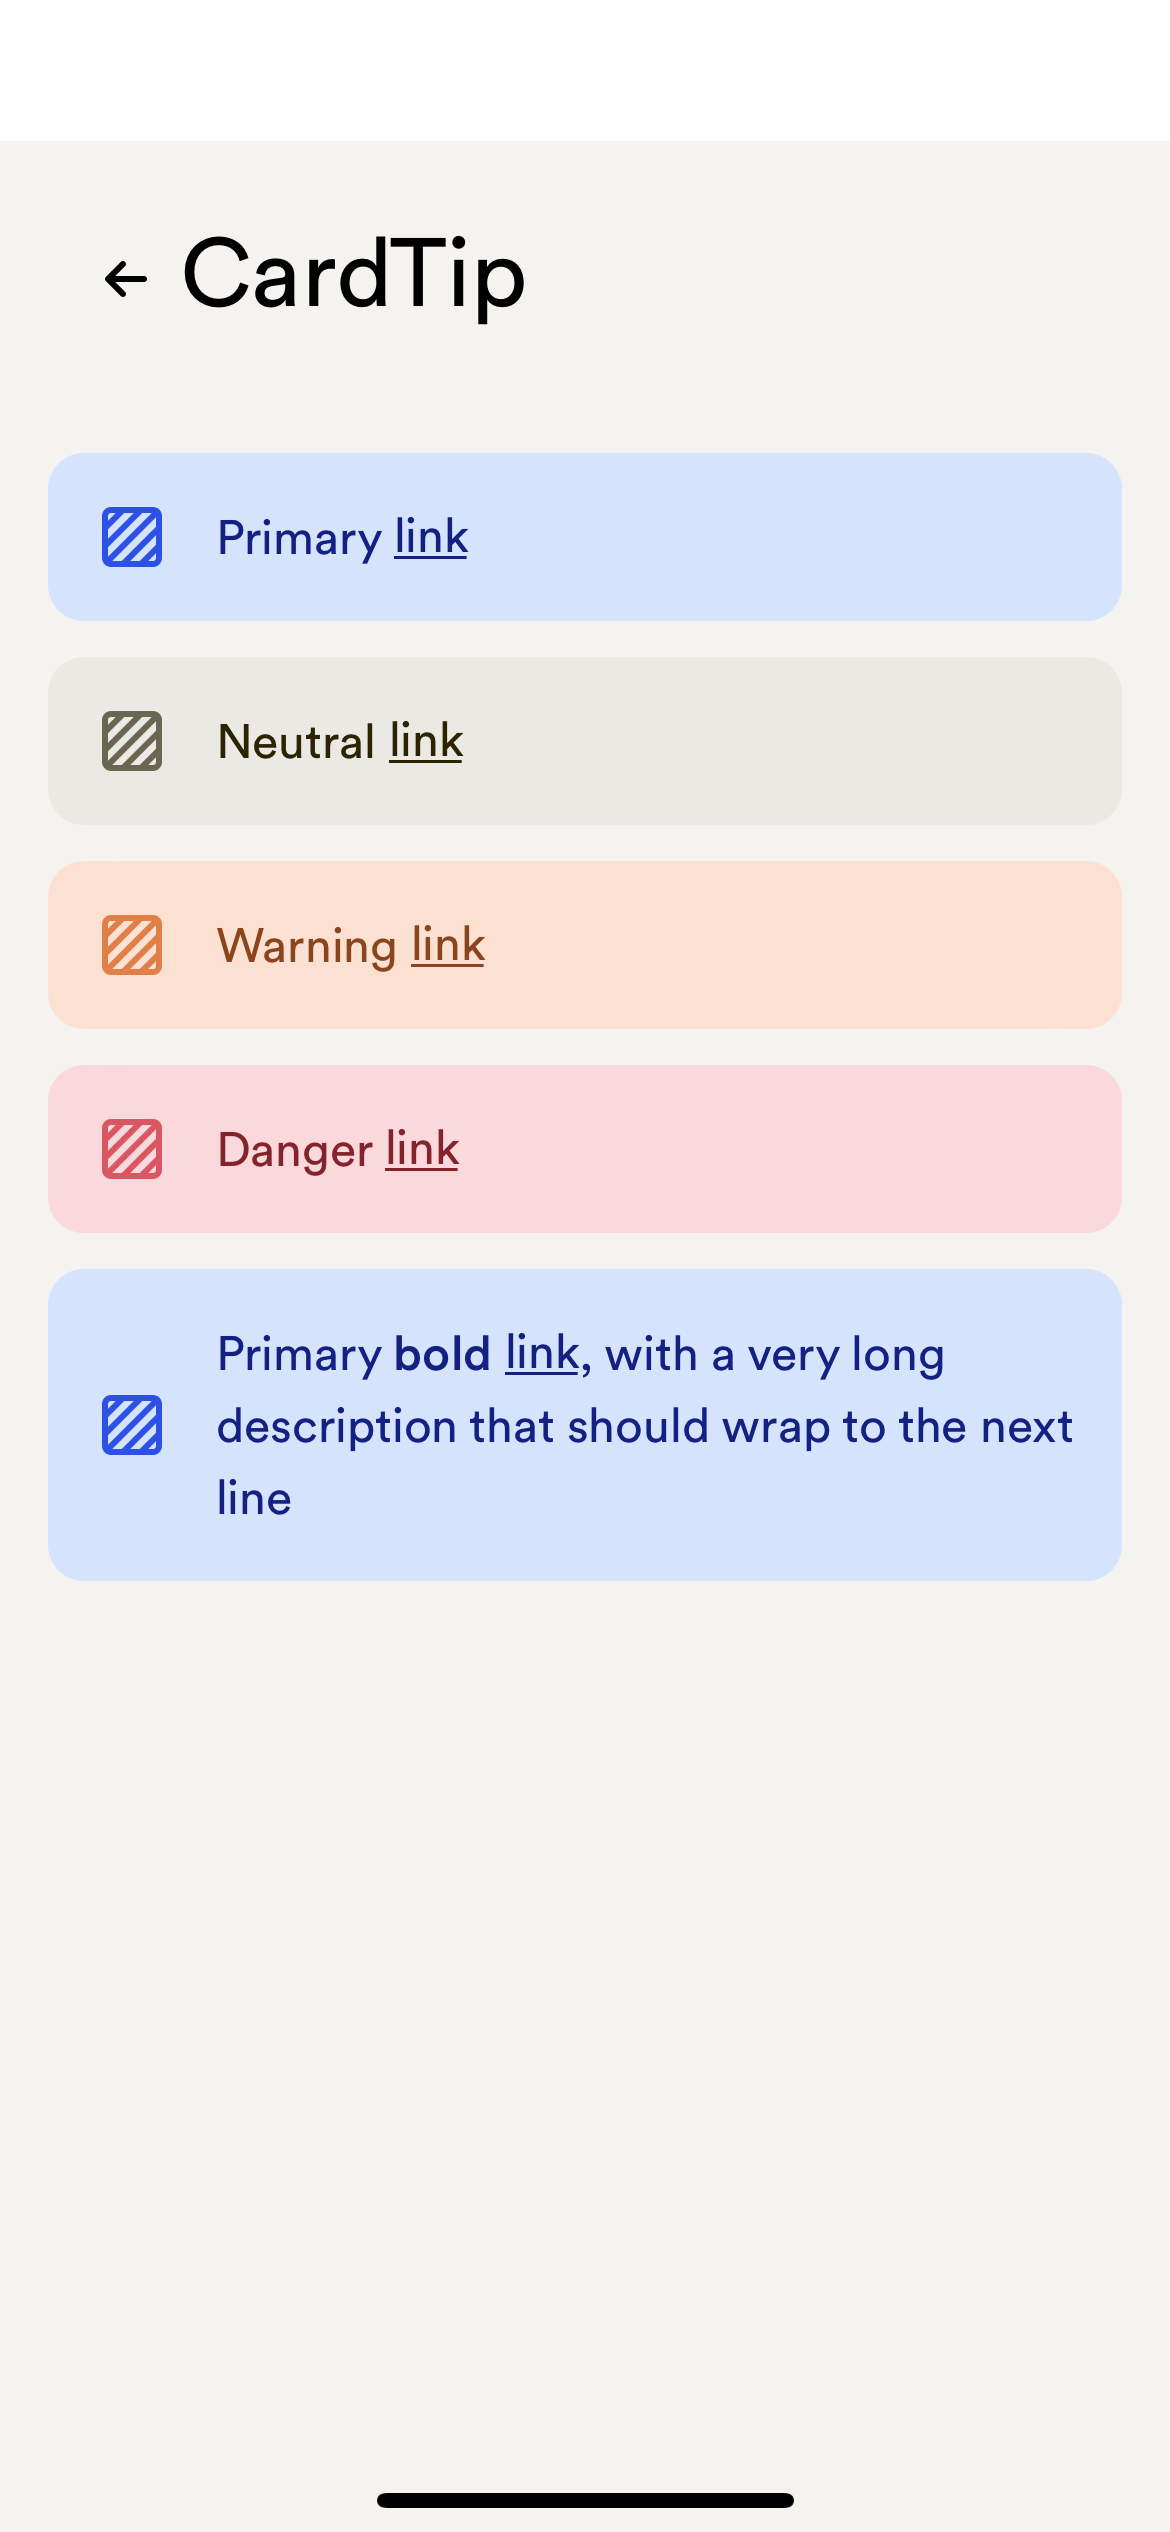 CardTip
Primary link
Neutral link
Warning link
Danger link
Primary bold link, with a very long
description that should wrap to the next
line